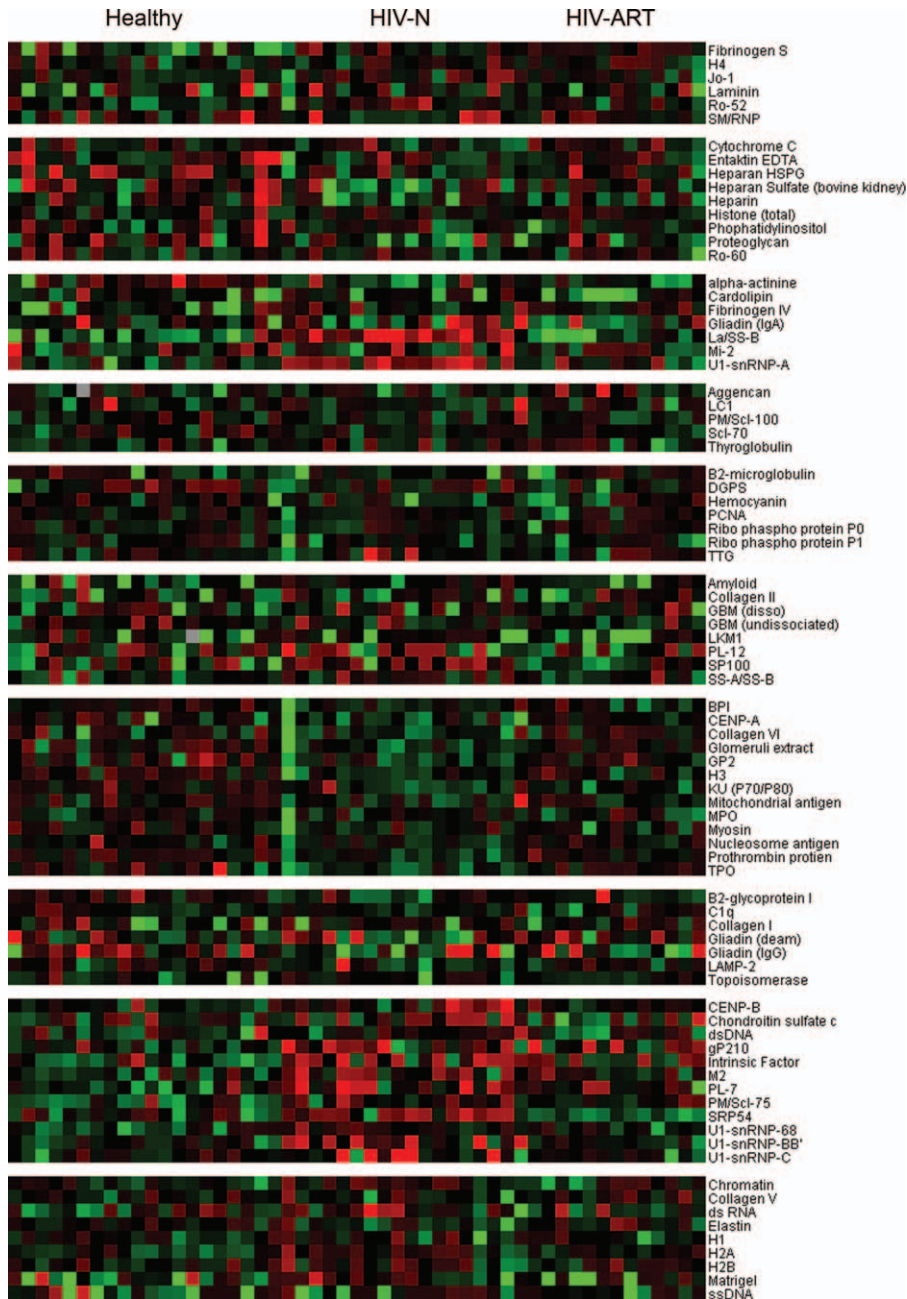 Healthy HIV-N HIV-ART
Fibrinogen S
H4
Jo-1
Laminin
Ro-52
SM/RNP
Cytochrome C
Entaktin EDTA
Heparan HSPG
Heparan Sulfate (bovine kidney)
Heparin
Histone (total)
Phophatidylinositol
Proteoglycan
Ro-60
alpha-actinine
Cardolipin
Fibrinogen IV
Gliadin (IgA)
La/SS-B
Mi-2
U1-snRNP-A
Aggencan
LC1
PM/Scl-100
Scl-70
Thyroglobulin
B2-microglobulin
DGPS
Hemocyanin
PCNA
Ribo phaspho protein P0
Ribo phaspho protein P1
TTG
Amyloid
Collagen II
GBM (disso)
GBM (undissociated)
LKM1
PL-12
SP100
SS-A/SS-B
BPI
CENP-A
Collagen VI
Glomeruli extract
GP2
H3
KU (P70/P80)
Mitochondrial antigen
MPO
Myosin
Nucleosome antigen
Prothrombin protien
TPO
B2-glycoprotein I
C1q
Collagen I
Gliadin (deam)
Gliadin (IgG)
LAMP-2
Topoisomerase
CENP-B
Chondroitin sulfate c
dsDNA
gP210
Intrinsic Factor
M2
PL-7
PM/Scl-75
SRP54
U1-snRNP-68
U1-snRNP-BB'
U1-snRNP-C
Chromatin
Collagen V
ds RNA
Elastin
H1
H2A
H2B
Matrigel
ssDNA